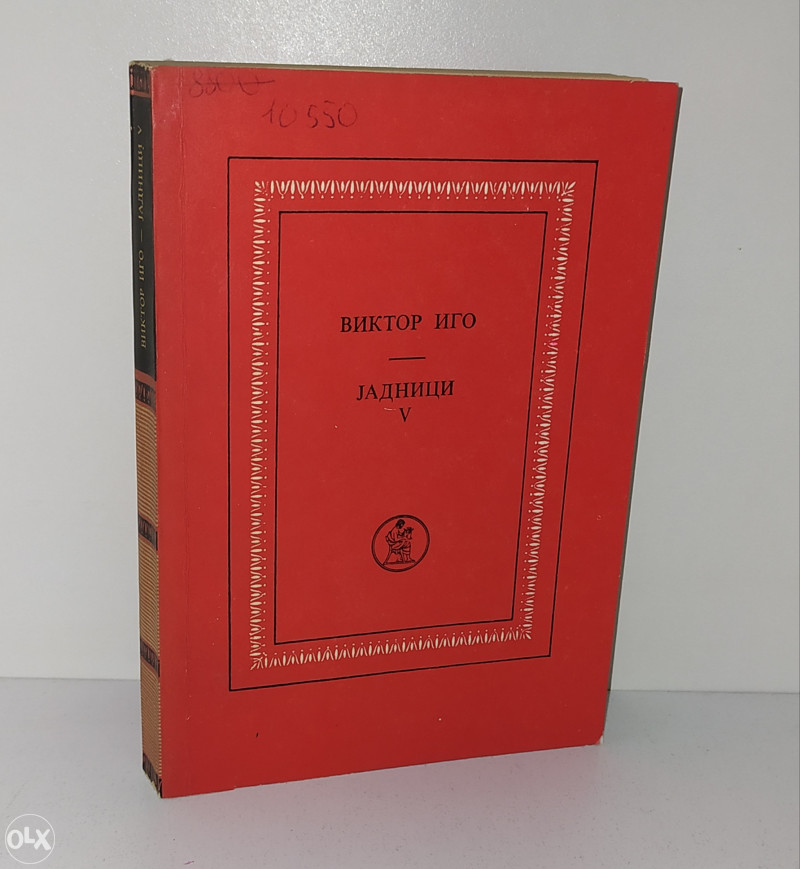 10 550
ВИКТОР ИГО
ЈАДНИЦИ
V
ВИКТОР ИГО — ЈАДНИЦИ V
OLX